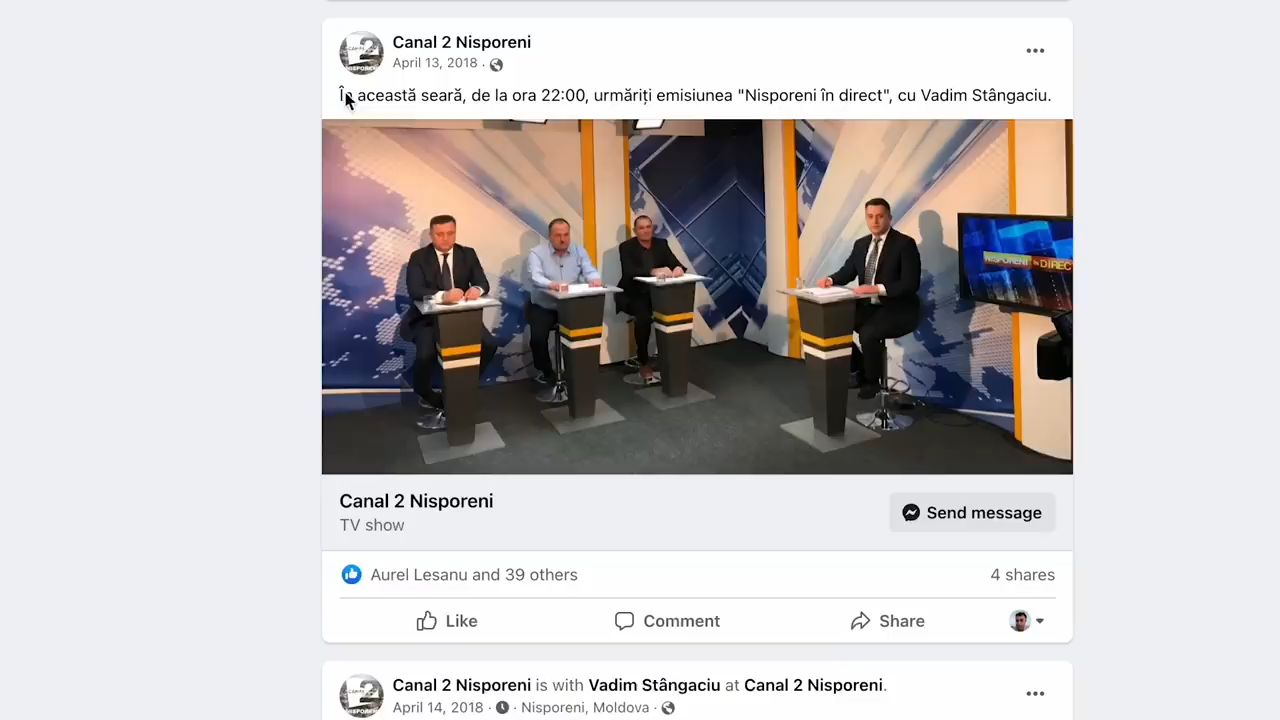 Canal 2 Nisporeni
April 13, 2018 ·
În această seară, de la ora 22:00, urmăriți emisiunea "Nisporeni în direct", cu Vadim Stângaciu.
NISPORENI în DIREC
Canal 2 Nisporeni
TV show
Send message
Aurel Lesanu and 39 others
4 shares
Like
Comment
Share
Canal 2 Nisporeni is with Vadim Stângaciu at Canal 2 Nisporeni.
April 14, 2018 · · Nisporeni, Moldova ·